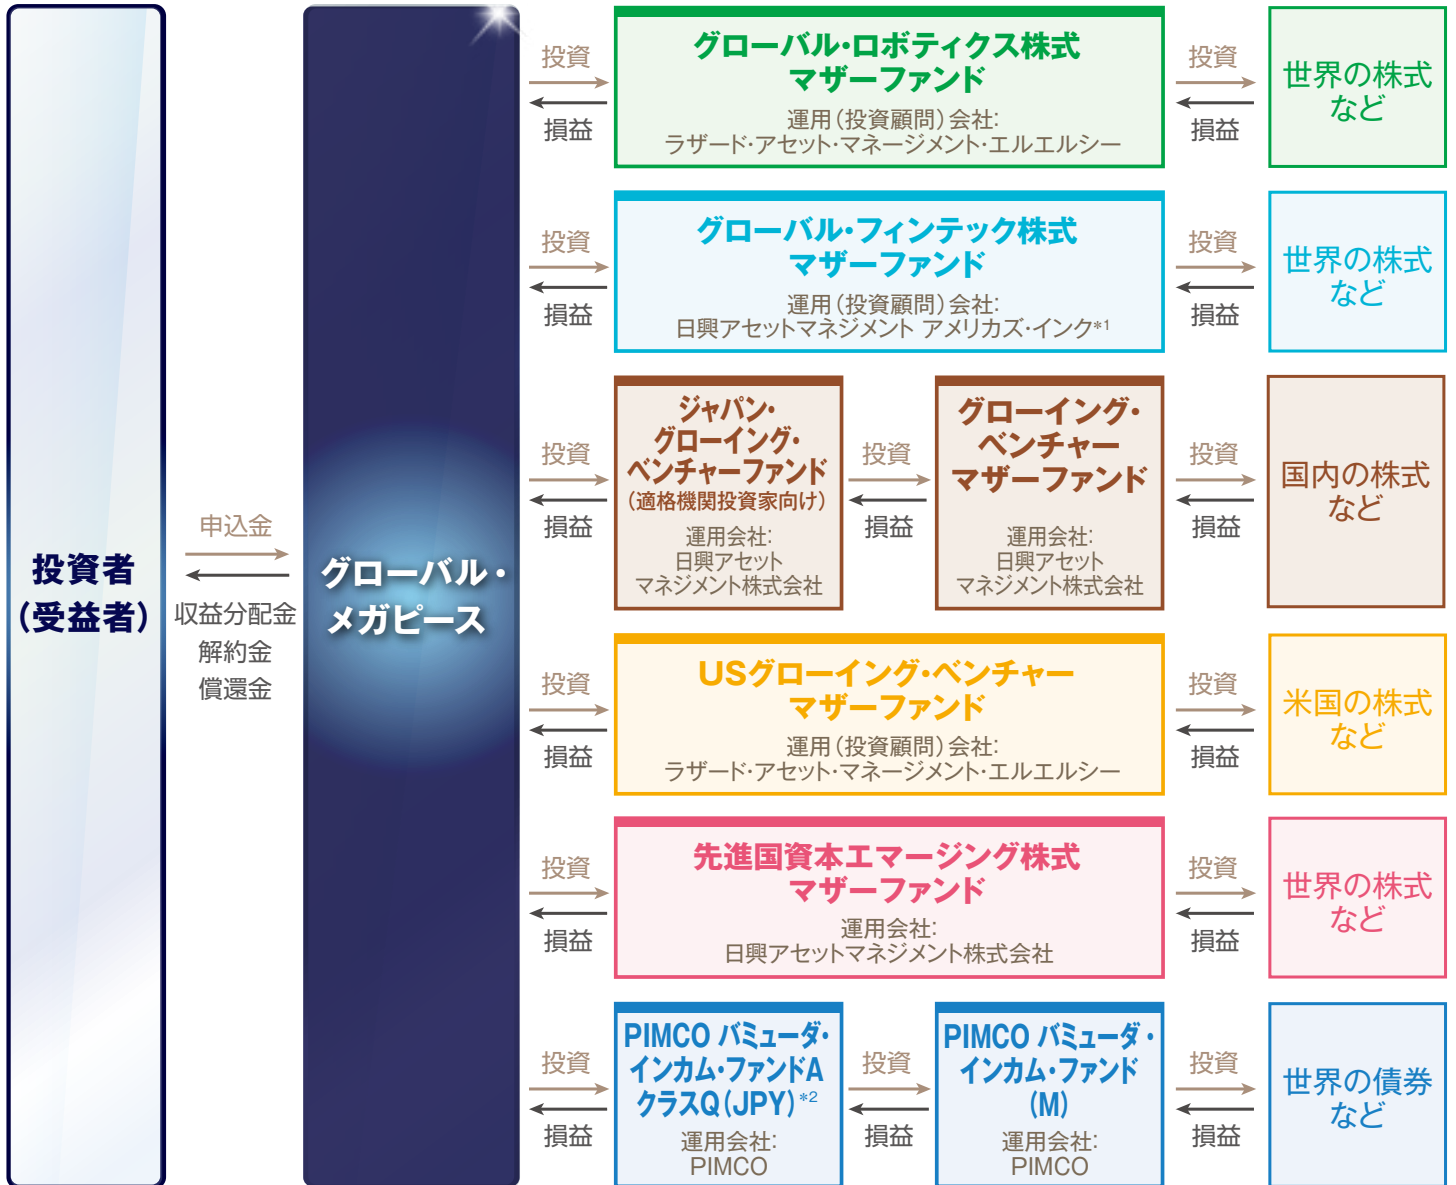 投資者
(受益者)
申込金
収益分配金
解約金
償還金
グローバル・
メガピース
投資
損益
グローバル・ロボティクス株式
マザーファンド
運用(投資顧問)会社:
ラザード・アセット・マネージメント・エルエルシー
投資
損益
世界の株式
など
投資
損益
グローバル・フィンテック株式
マザーファンド
運用(投資顧問)会社:
日興アセットマネジメント アメリカズ・インク*1
投資
損益
世界の株式
など
投資
損益
ジャパン・
グローイング・
ベンチャーファンド
(適格機関投資家向け)
運用会社:
日興アセット
マネジメント株式会社
投資
損益
グローイング・
ベンチャー
マザーファンド
運用会社:
日興アセット
マネジメント株式会社
投資
損益
国内の株式
など
投資
損益
USグローイング・ベンチャー
マザーファンド
運用(投資顧問)会社:
ラザード・アセット・マネージメント・エルエルシー
投資
損益
米国の株式
など
投資
損益
先進国資本エマージング株式
マザーファンド
運用会社:
日興アセットマネジメント株式会社
投資
損益
世界の株式
など
投資
損益
PIMCO バミューダ・
インカム・ファンドA
クラスQ(JPY)*2
運用会社:
PIMCO
投資
損益
PIMCO バミューダ・
インカム・ファンド
(M)
運用会社:
PIMCO
投資
損益
世界の債券
など